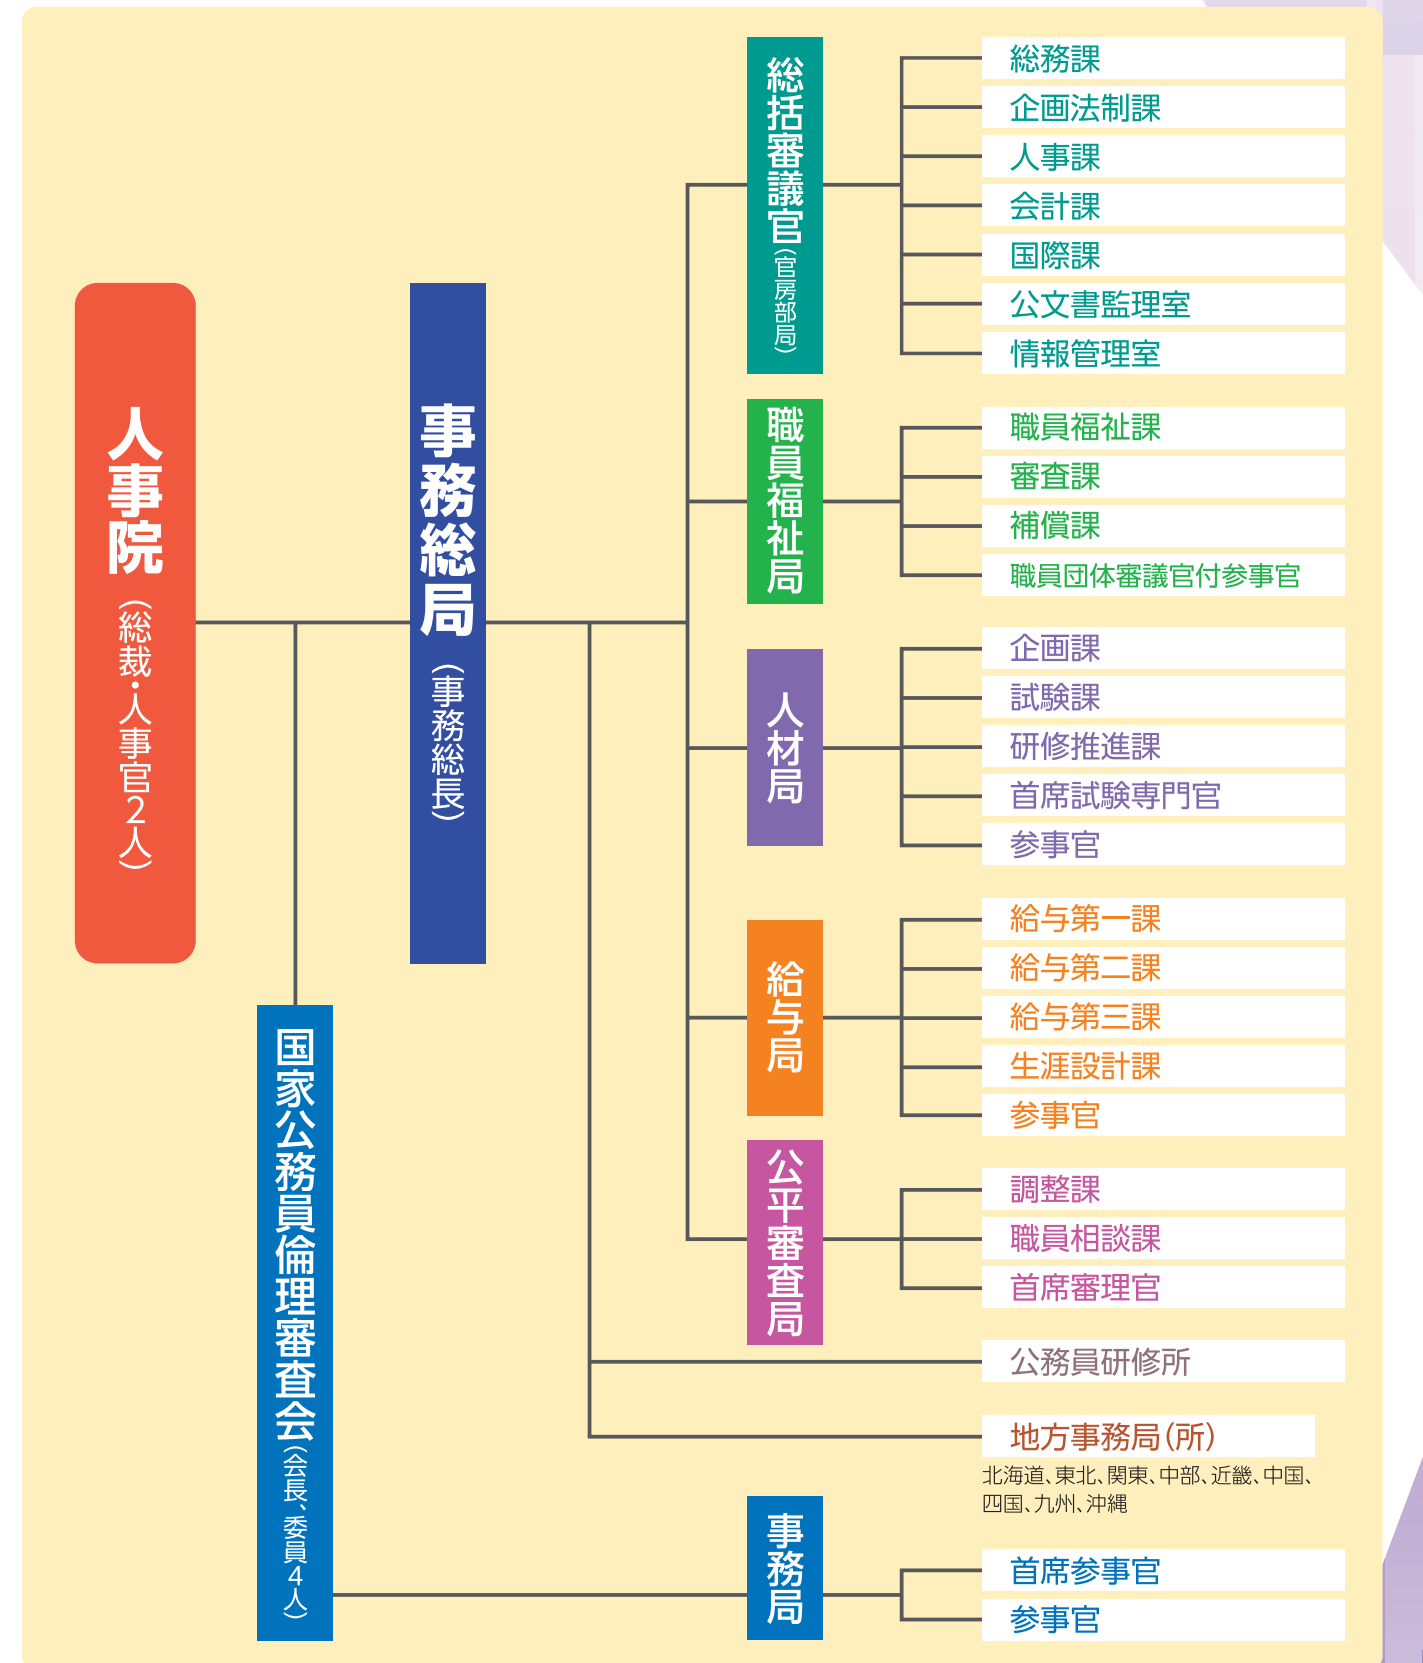 人事院
（総裁・人事官2人）
事務総局
（事務総長）
総括審議官
（官房部局）
総務課
企画法制課
人事課
会計課
国際課
公文書監理室
情報管理室
職員福祉局
職員福祉課
審査課
補償課
職員団体審議官付参事官
人材局
企画課
試験課
研修推進課
首席試験専門官
参事官
給与局
給与第一課
給与第二課
給与第三課
生涯設計課
参事官
公平審査局
調整課
職員相談課
首席審理官
公務員研修所
地方事務局（所）
北海道、東北、関東、中部、近畿、中国、
四国、九州、沖縄
国家公務員倫理審査会
（会長、委員4人）
事務局
首席参事官
参事官